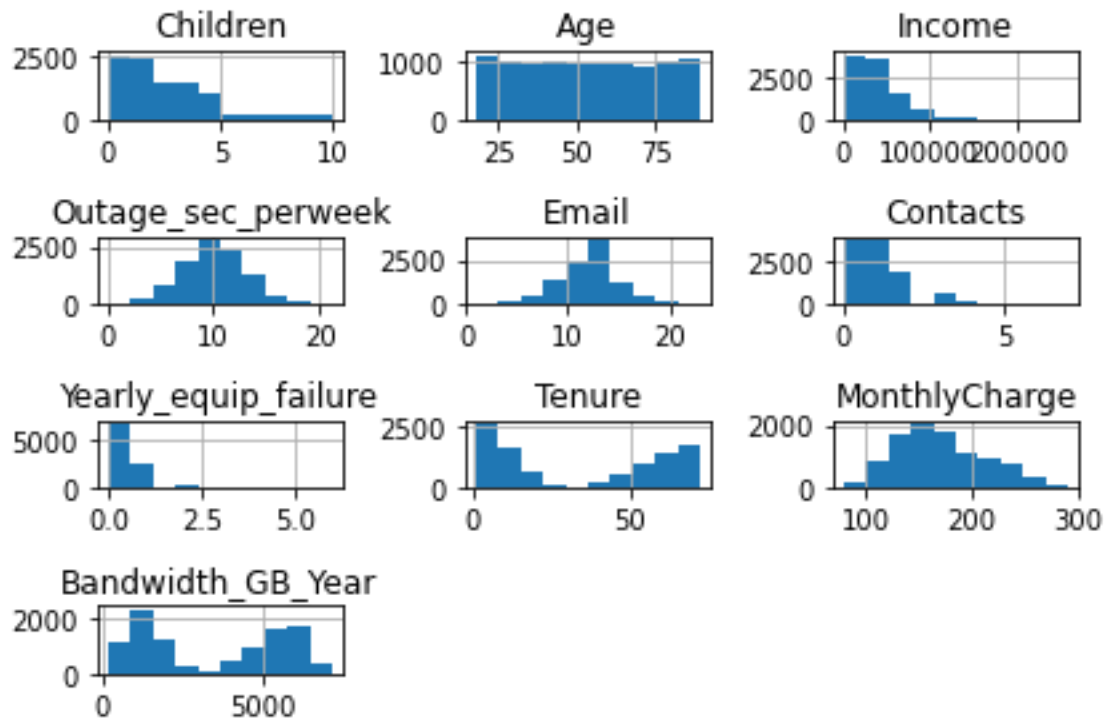 Children Age Income
2500 1000 2500
0 0 0
0 5 10 25 50 75 0 100000 200000
Outage_sec_perweek Email Contacts
2500 2500 2500
0 0 0
0 10 20 0 10 20 0 5
Yearly_equip_failure Tenure MonthlyCharge
5000 2500 2000
0 0 0
0.0 2.5 5.0 0 50 100 200 300
Bandwidth_GB_Year
2000
0
0 5000